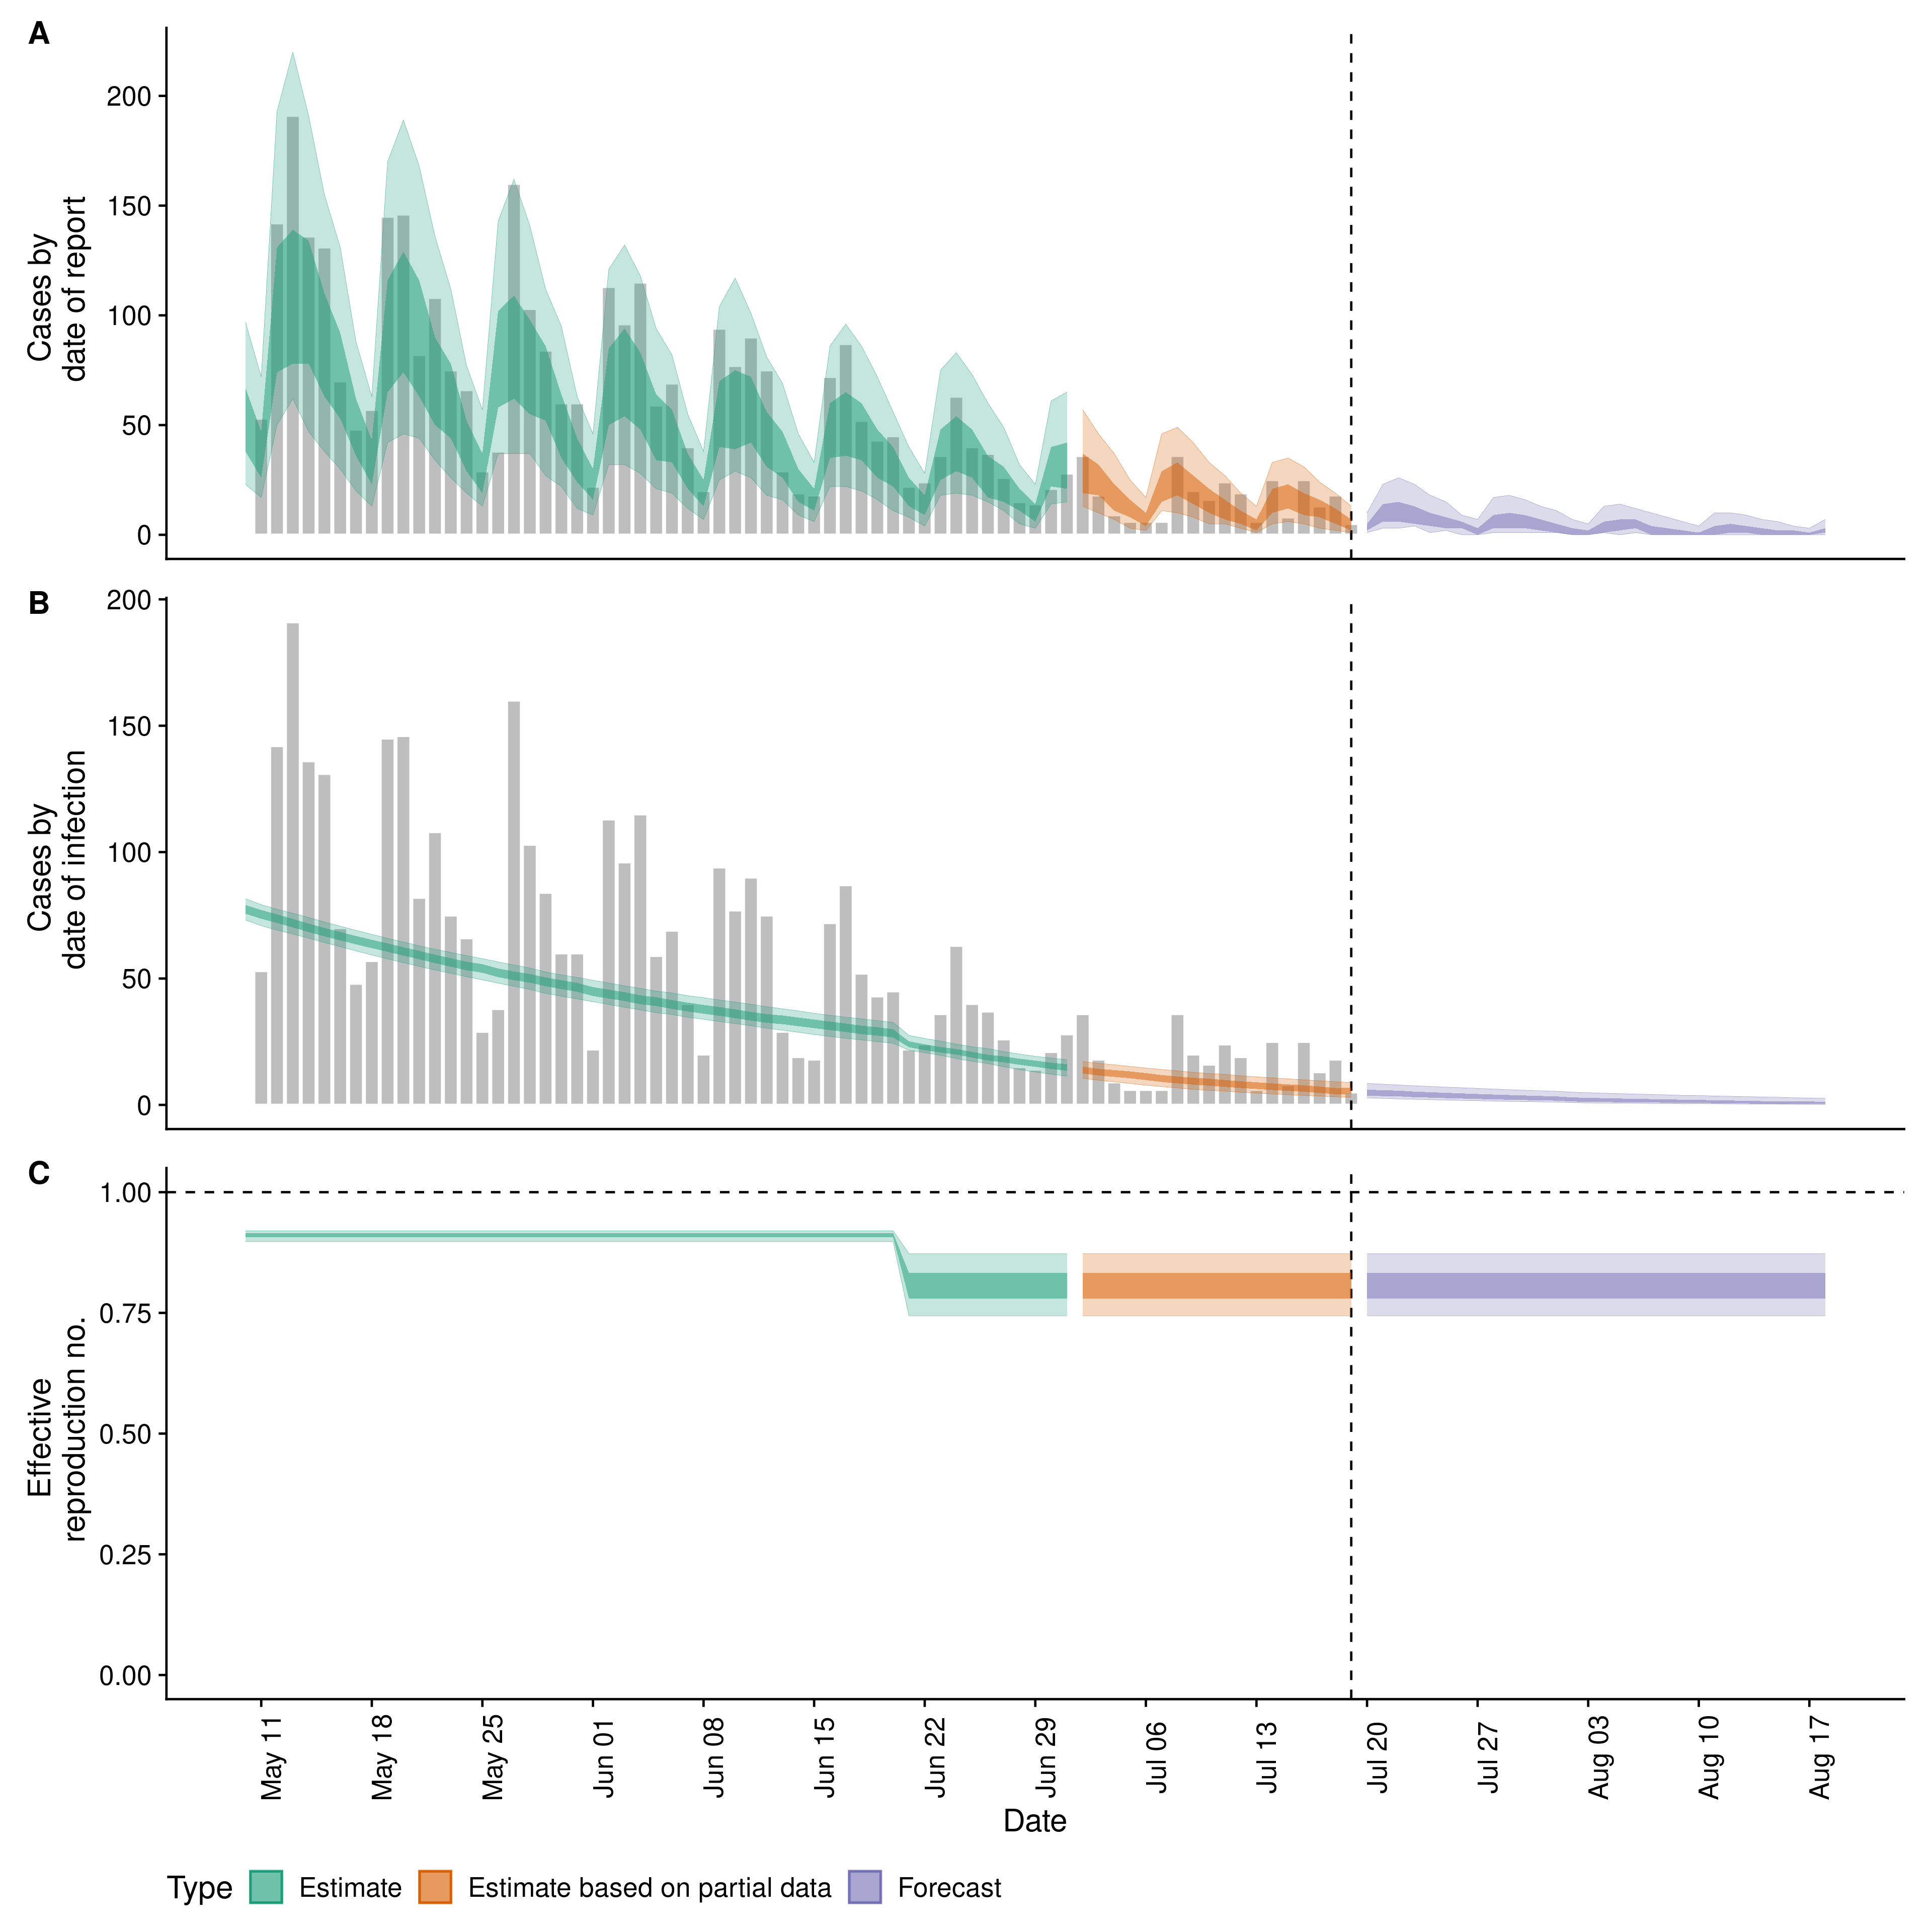 A
Cases by
date of report
200
150
100
50
0
B
Cases by
date of infection
200
150
100
50
0
C
Effective
reproduction no.
1.00
0.75
0.50
0.25
0.00
May 11
May 18
May 25
Jun 01
Jun 08
Jun 15
Jun 22
Jun 29
Jul 06
Jul 13
Jul 20
Jul 27
Aug 03
Aug 10
Aug 17
Date
Type Estimate Estimate based on partial data Forecast